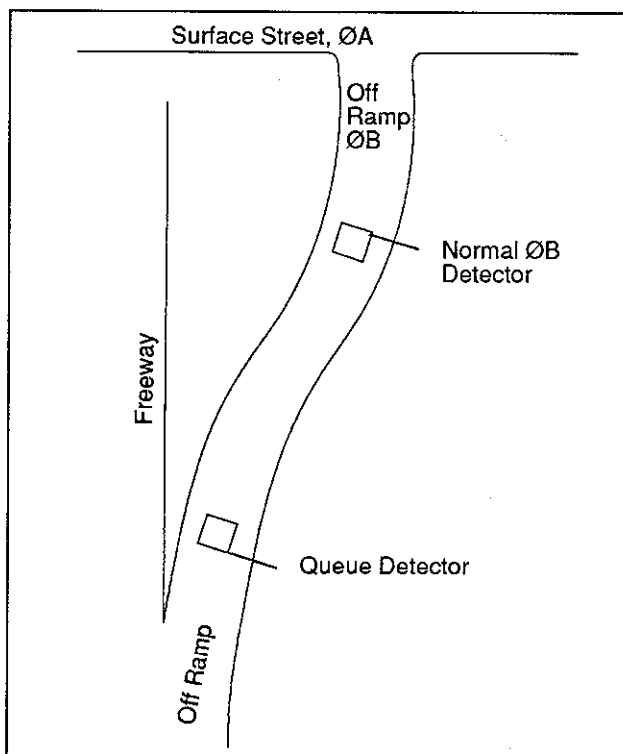 Surface Street, ØA
Off
Ramp
ØB
Normal ØB
Detector
Freeway
Queue Detector
Off Ramp